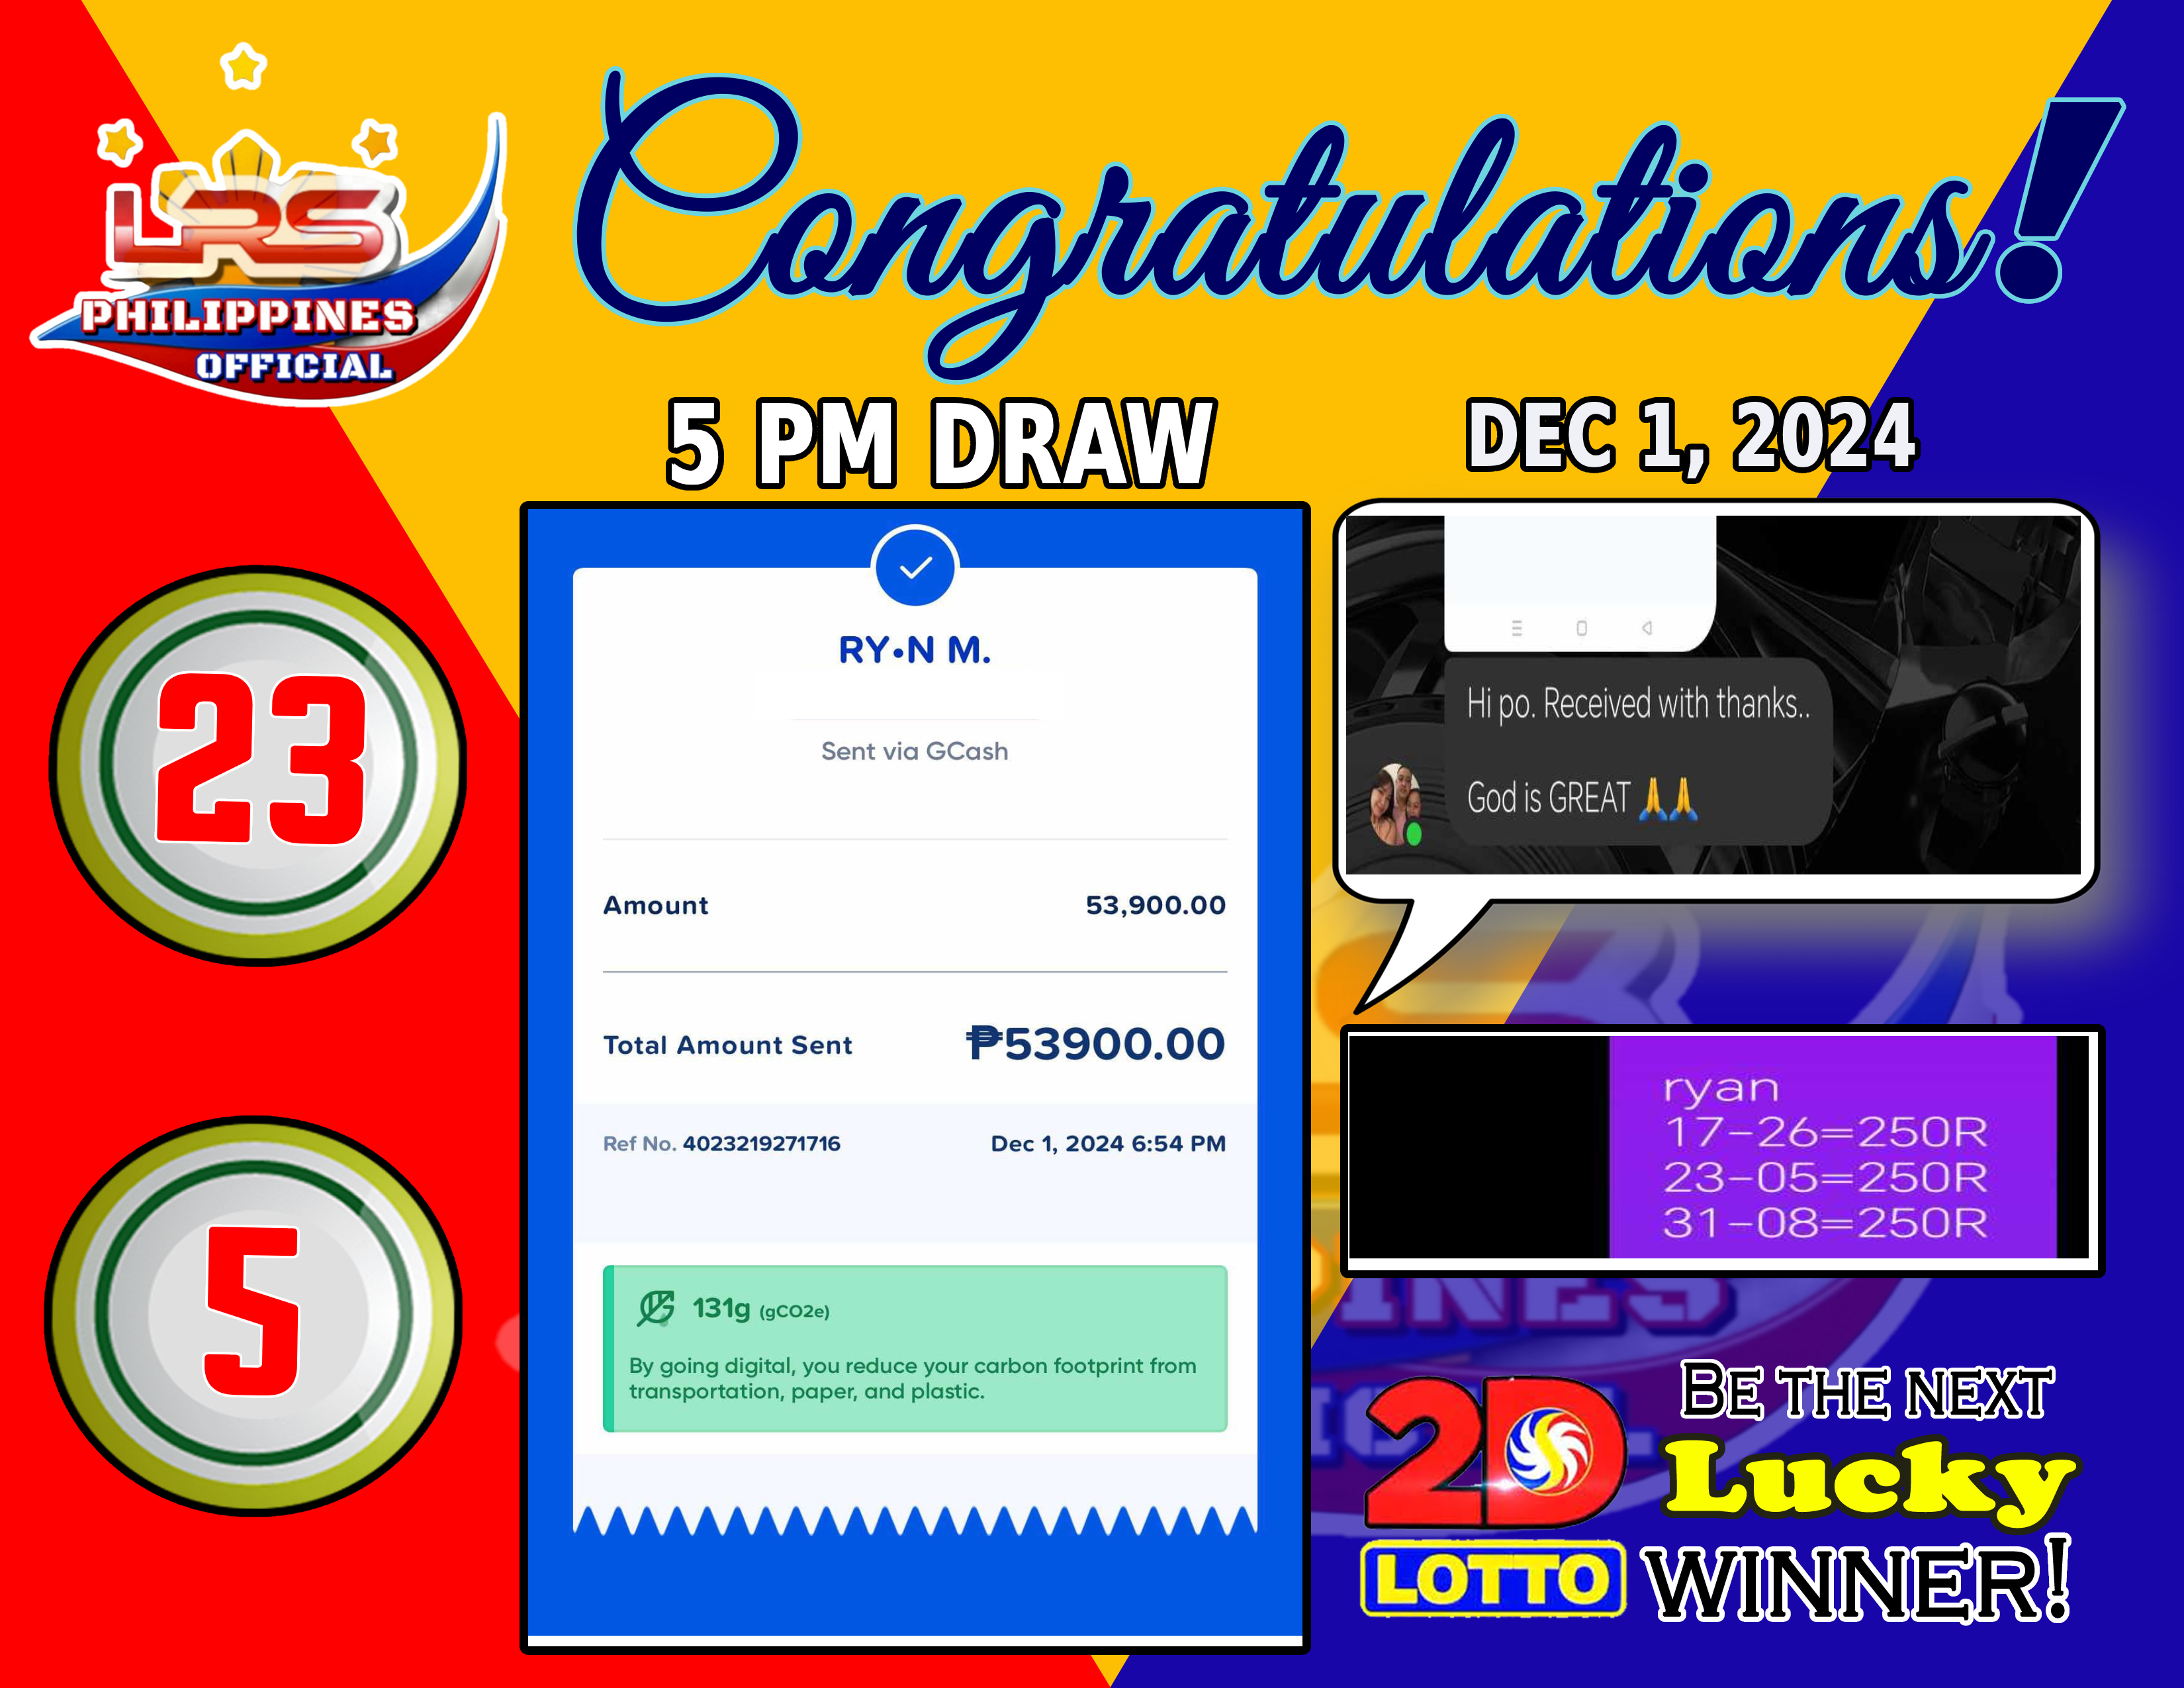 LRS
PHILIPPINES
OFFICIAL
Congratulations!
5 PM DRAW
DEC 1, 2024
23
5
RY•N M.
Sent via GCash
Amount 53,900.00
Total Amount Sent ₱53900.00
Ref No. 4023219271716 Dec 1, 2024 6:54 PM
131g (gCO2e)
By going digital, you reduce your carbon footprint from
transportation, paper, and plastic.
Hi po. Received with thanks..
God is GREAT 🙏🙏
ryan
17-26=250R
23-05=250R
31-08=250R
2D
LOTTO
BE THE NEXT
Lucky
WINNER!